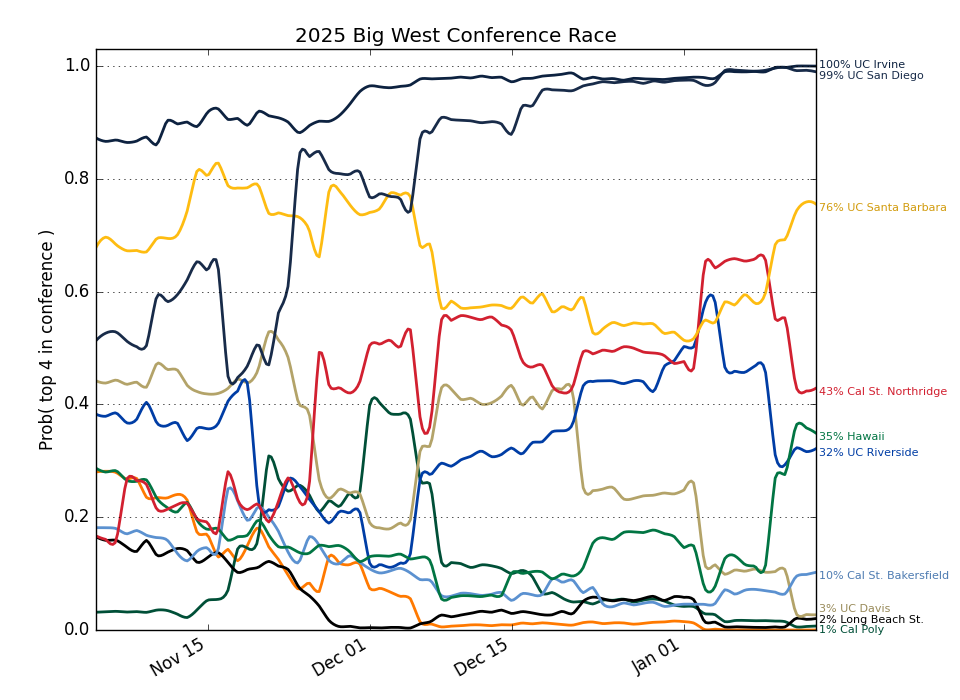 2025 Big West Conference Race
Prob( top 4 in conference )
1.0
0.8
0.6
0.4
0.2
0.0
Nov 15
Dec 01
Dec 15
Jan 01
100% UC Irvine
99% UC San Diego
76% UC Santa Barbara
43% Cal St. Northridge
35% Hawaii
32% UC Riverside
10% Cal St. Bakersfield
3% UC Davis
2% Long Beach St.
1% Cal Poly